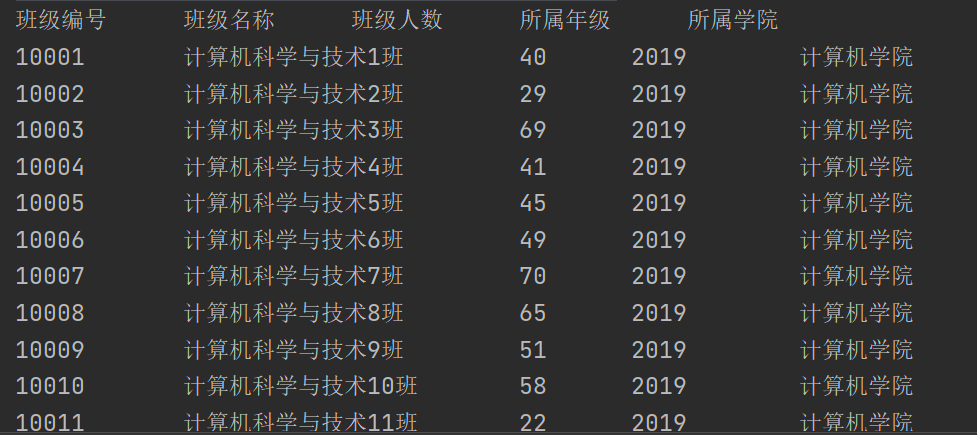 班级编号 班级名称 班级人数 所属年级 所属学院
10001 计算机科学与技术1班 40 2019 计算机学院
10002 计算机科学与技术2班 29 2019 计算机学院
10003 计算机科学与技术3班 69 2019 计算机学院
10004 计算机科学与技术4班 41 2019 计算机学院
10005 计算机科学与技术5班 45 2019 计算机学院
10006 计算机科学与技术6班 49 2019 计算机学院
10007 计算机科学与技术7班 70 2019 计算机学院
10008 计算机科学与技术8班 65 2019 计算机学院
10009 计算机科学与技术9班 51 2019 计算机学院
10010 计算机科学与技术10班 58 2019 计算机学院
10011 计算机科学与技术11班 22 2019 计算机学院